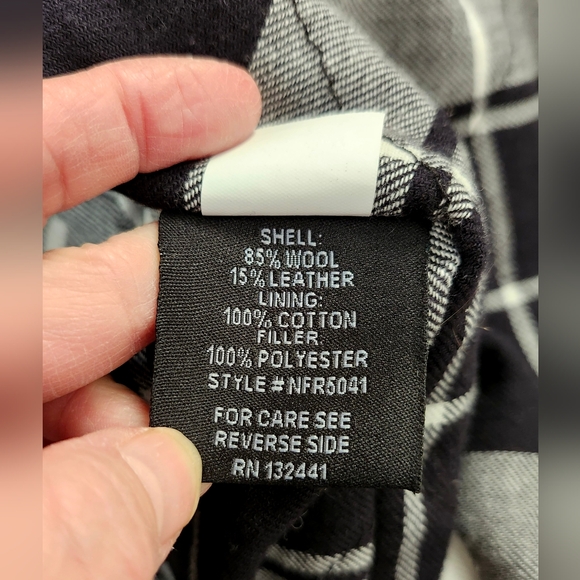 SHELL:
85% WOOL
15% LEATHER
LINING:
100% COTTON
FILLER:
100% POLYESTER
STYLE # NFR5041
FOR CARE SEE
REVERSE SIDE
RN 132441